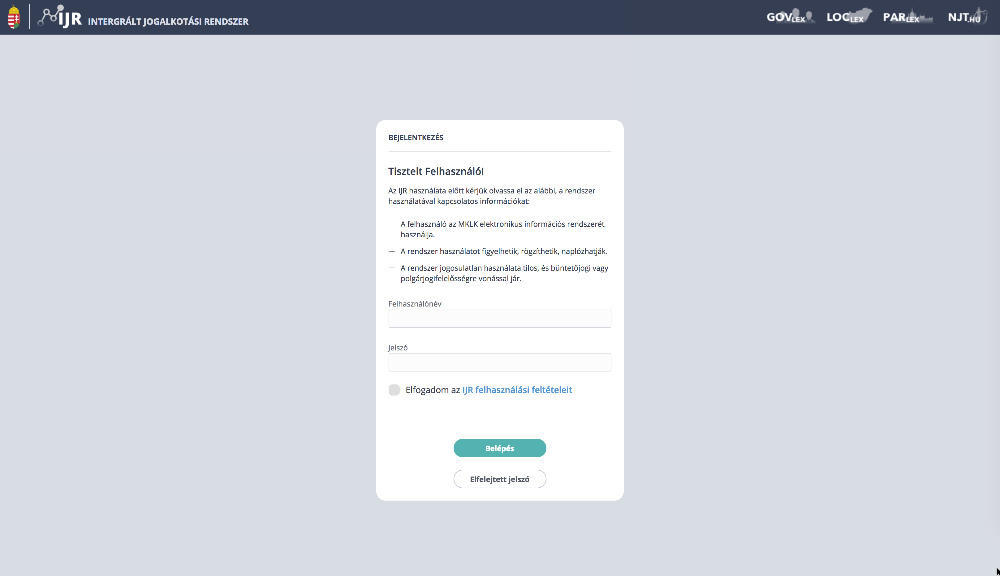 IJR INTERGRÁLT JOGALKOTÁSI RENDSZER
GOVLEX LOCLEX PARLEX NJT.HU
BEJELENTKEZÉS
Tisztelt Felhasználó!
Az IJR használata előtt kérjük olvassa el az alábbi, a rendszer
használatával kapcsolatos információkat:
— A felhasználó az MKLK elektronikus információs rendszerét
használja.
— A rendszer használatot figyelhetik, rögzíthetik, naplózhatják.
— A rendszer jogosulatlan használata tilos, és büntetőjogi vagy
polgárjogifelelősségre vonással jár.
Felhasználónév
Jelszó
Elfogadom az IJR felhasználási feltételeit
Belépés
Elfelejtett jelszó